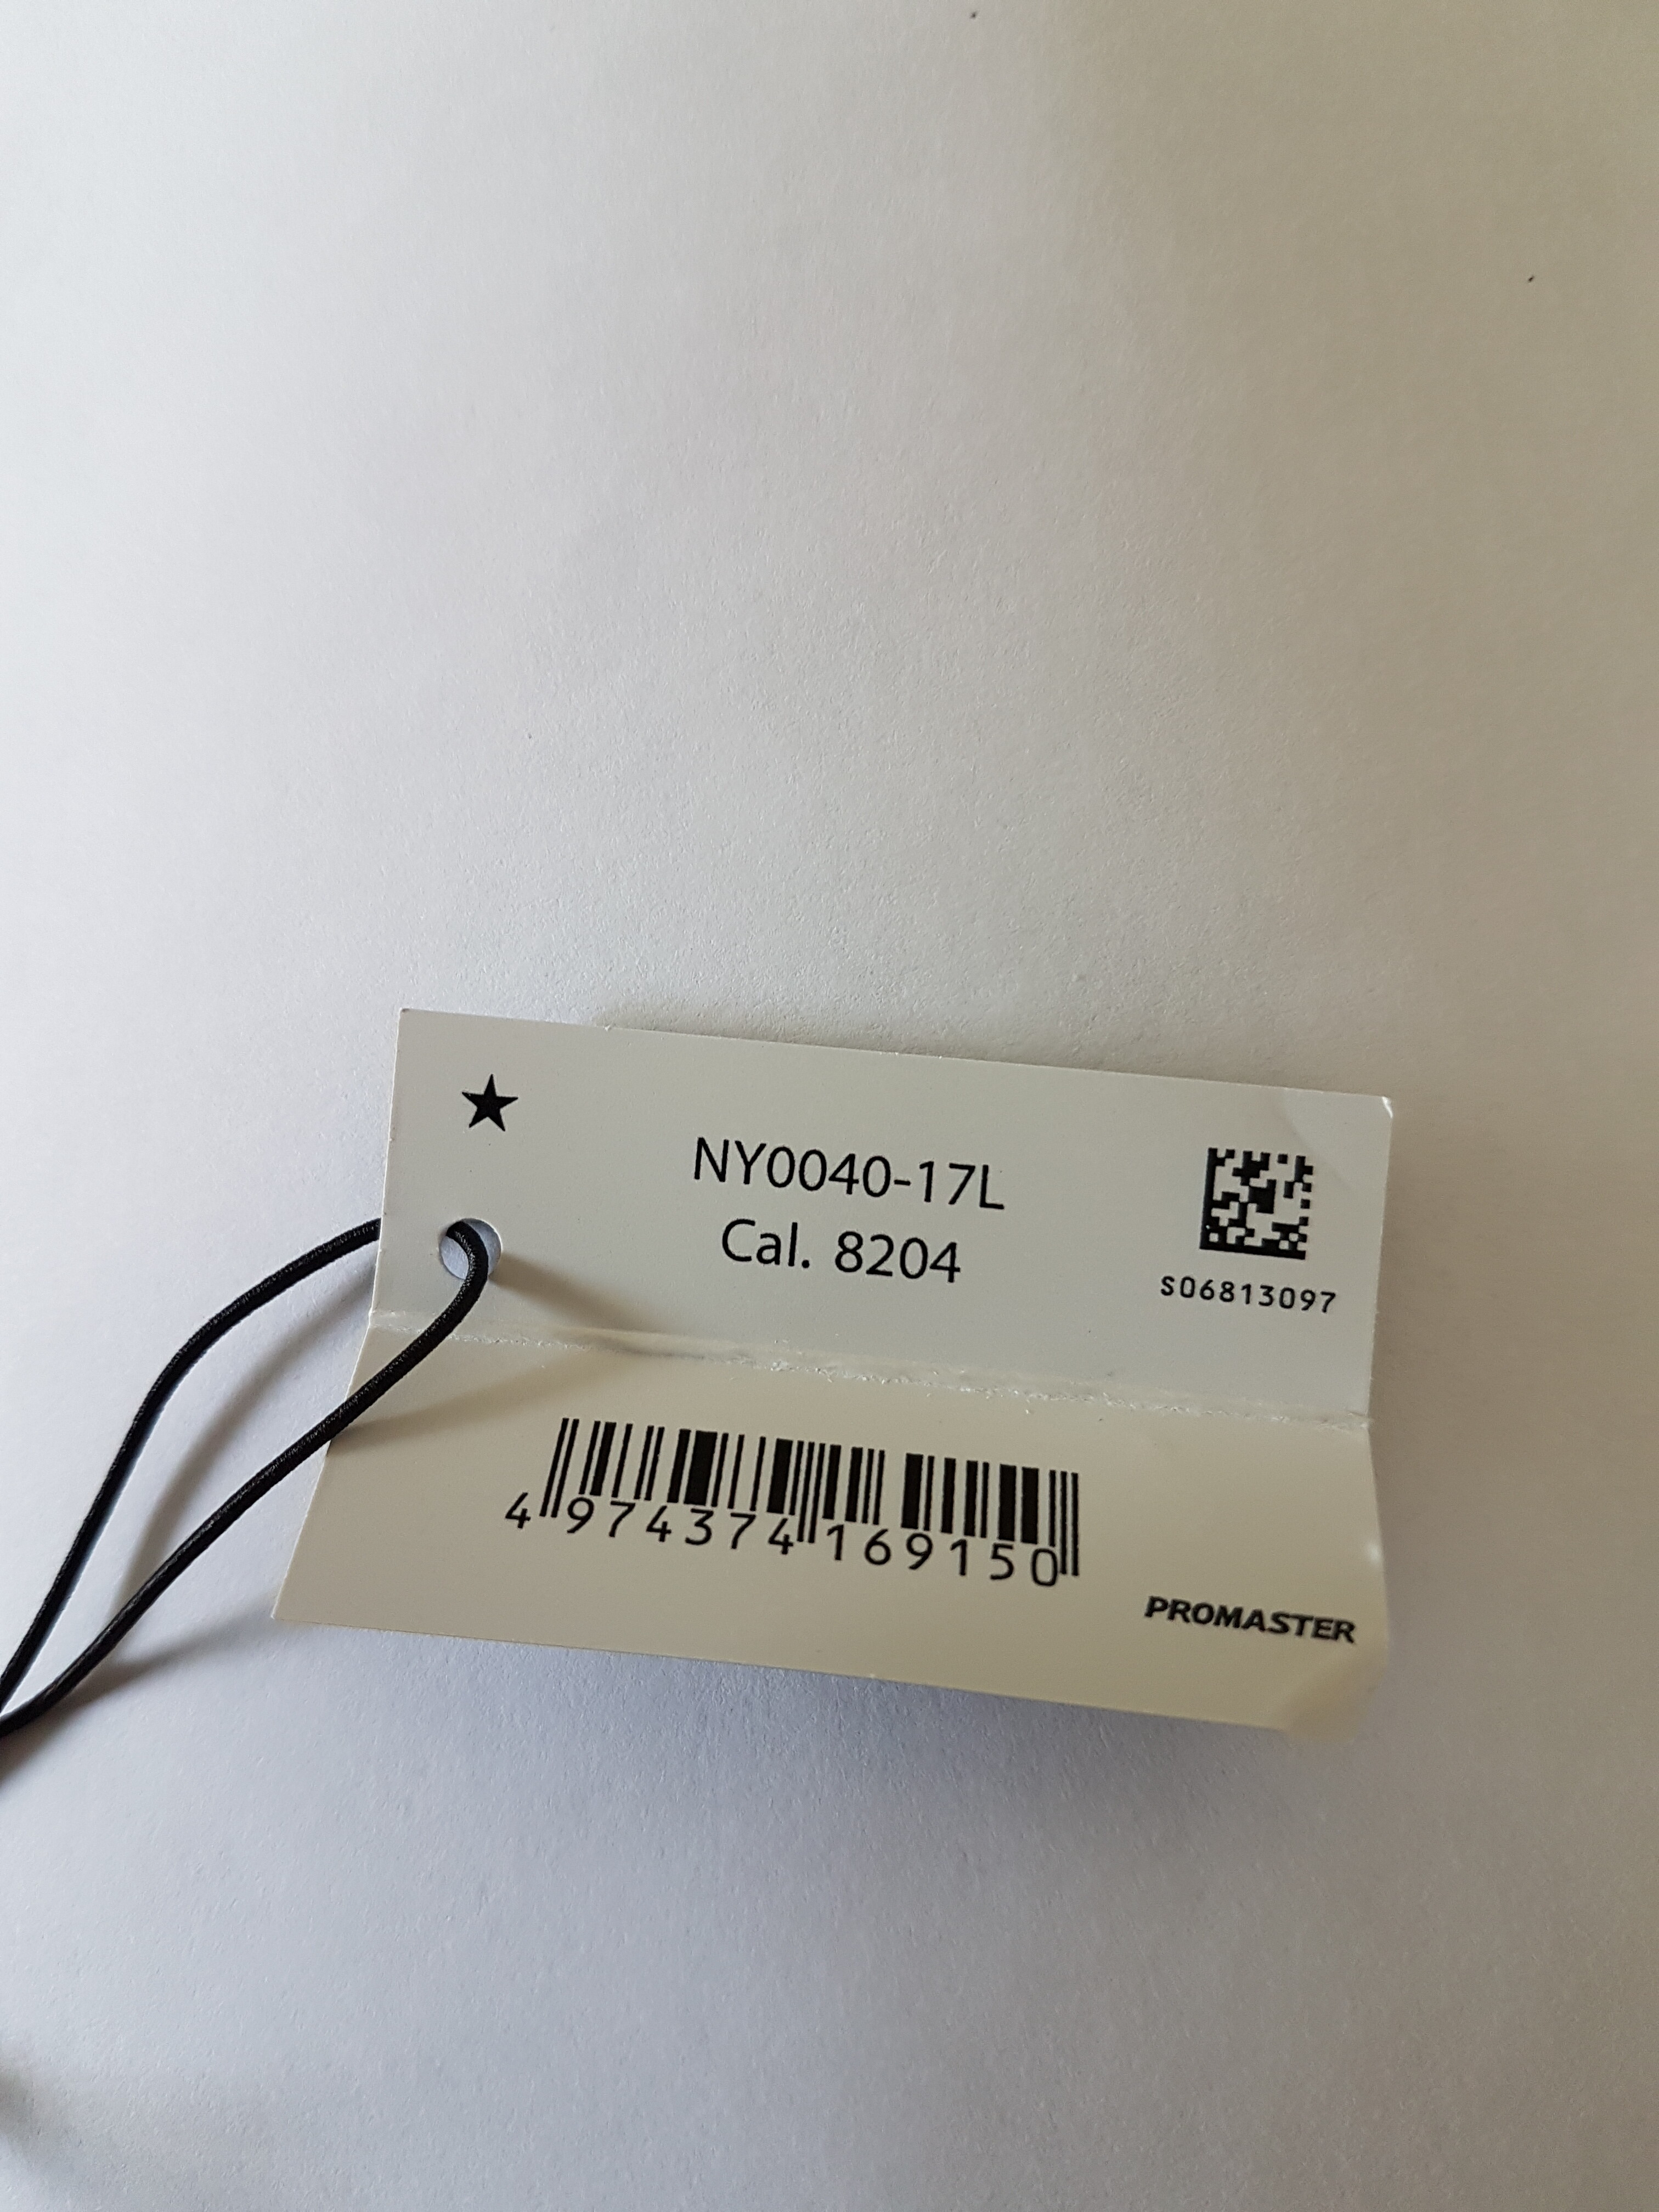 NY0040-17L
Cal. 8204
S06813097
4 974374 169150
PROMASTER